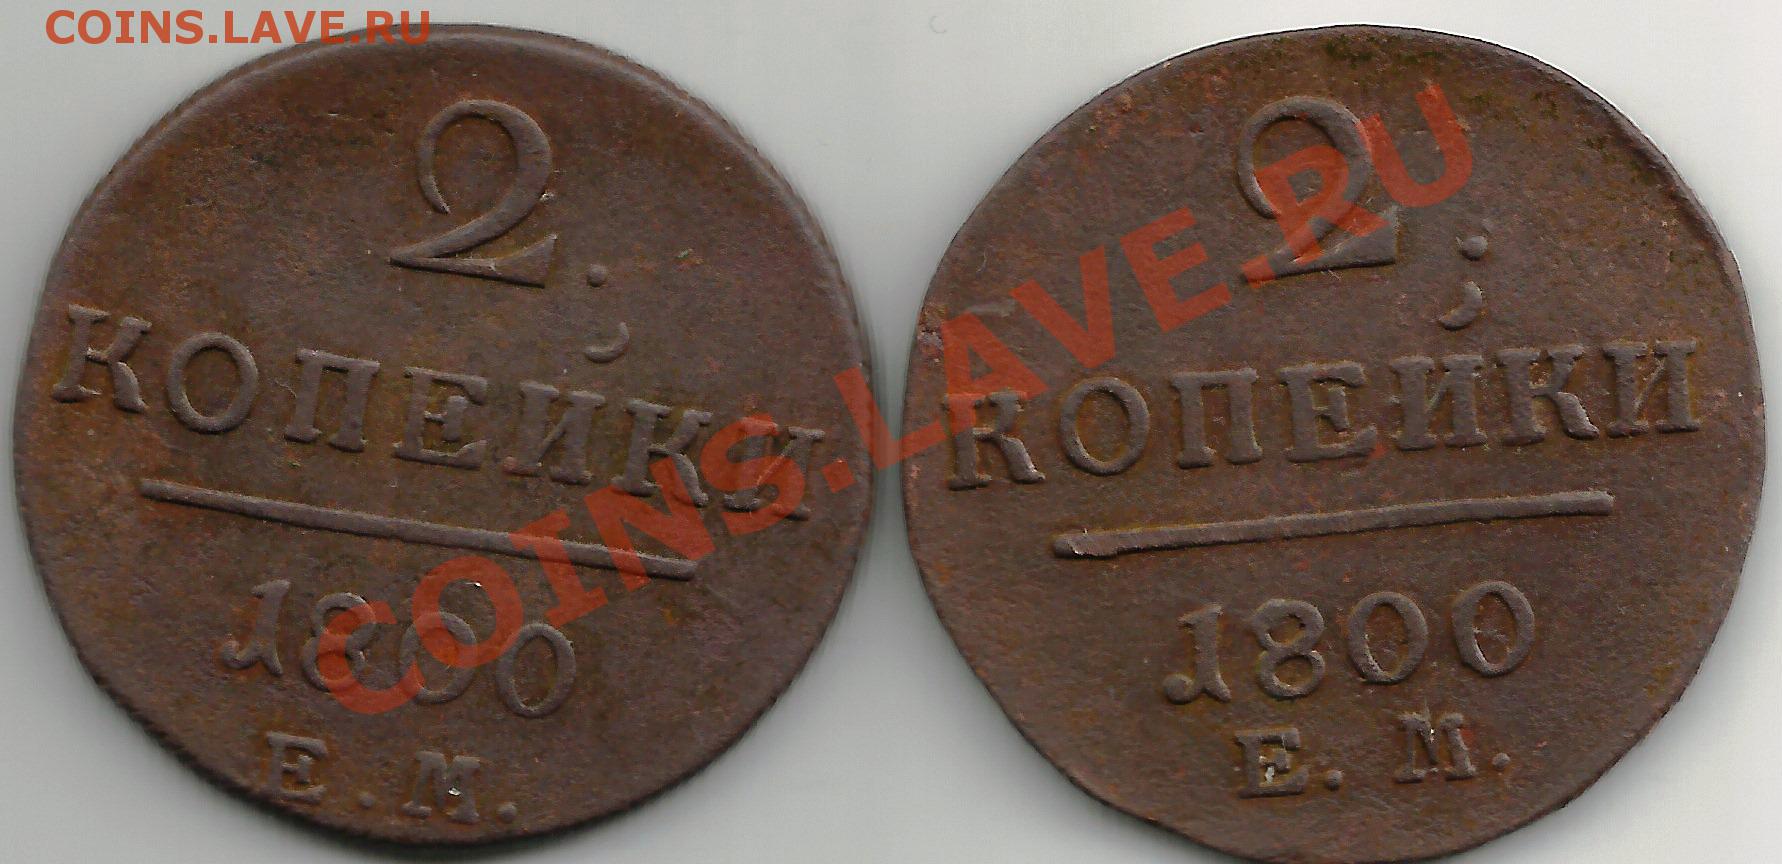 COINS.LAVE.RU
2.
КОПЕЙКИ
1800
Е.М.
2.
КОПЕЙКИ
1800
Е.М.
COINS.LAVE.RU